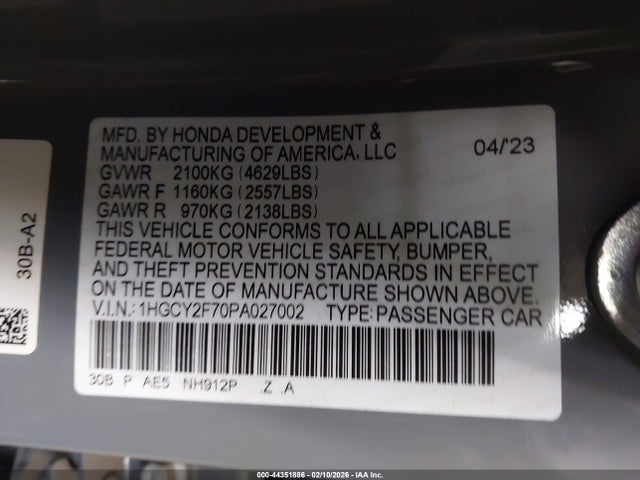 MFD. BY HONDA DEVELOPMENT &
MANUFACTURING OF AMERICA, LLC
04/'23
GVWR 2100KG (4629LBS)
GAWR F 1160KG (2557LBS)
GAWR R 970KG (2138LBS)
THIS VEHICLE CONFORMS TO ALL APPLICABLE
FEDERAL MOTOR VEHICLE SAFETY, BUMPER,
AND THEFT PREVENTION STANDARDS IN EFFECT
ON THE DATE OF MANUFACTURE SHOWN ABOVE.
V.I.N.: 1HGCY2F70PA027002 TYPE: PASSENGER CAR
30B P AE5 NH912P .Z .A
30B-A2
000-44351886 - 02/10/2026 - IAA Inc.